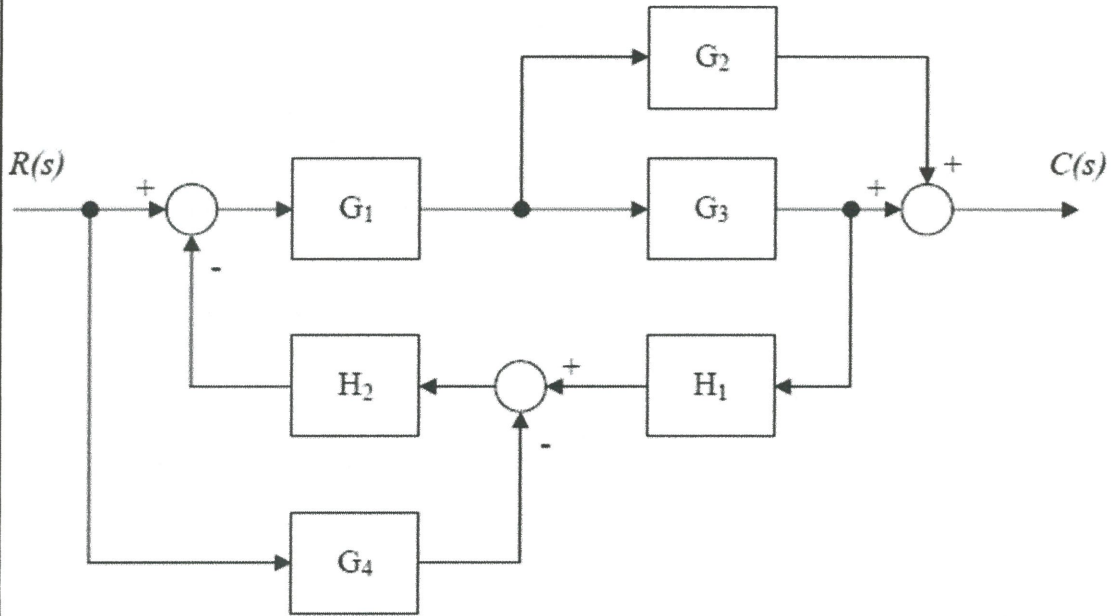 G₂
R(s)
+
G₁
G₃
+
+
C(s)
-
H₂
+
H₁
-
G₄